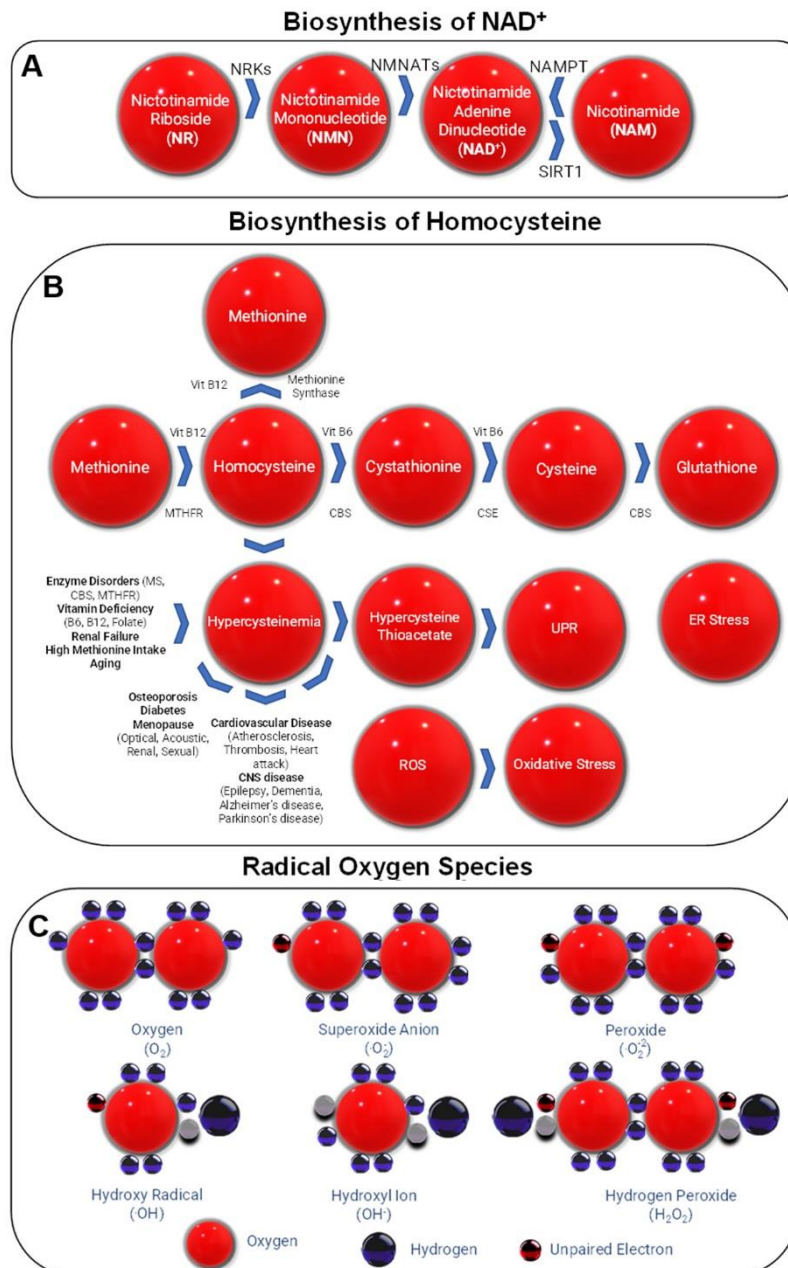 Biosynthesis of NAD⁺
A
NRKs
NMNATs
NAMPT
Nictotinamide
Riboside
(NR)
Nictotinamide
Mononucleotide
(NMN)
Nictotinamide
Adenine
Dinucleotide
(NAD⁺)
Nicotinamide
(NAM)
SIRT1
Biosynthesis of Homocysteine
B
Methionine
Vit B12
Methionine
Synthase
Methionine
Vit B12
MTHFR
Homocysteine
Vit B6
CBS
Cystathionine
Vit B6
CSE
Cysteine
CBS
Glutathione
Enzyme Disorders (MS,
CBS, MTHFR)
Vitamin Deficiency
(B6, B12, Folate)
Renal Failure
High Methionine Intake
Aging
Hypercysteinemia
Hypercysteine
Thioacetate
UPR
ER Stress
Osteoporosis
Diabetes
Menopause
(Optical, Acoustic,
Renal, Sexual)
Cardiovascular Disease
(Atherosclerosis,
Thrombosis, Heart
attack)
CNS disease
(Epilepsy, Dementia,
Alzheimer's disease,
Parkinson's disease)
ROS
Oxidative Stress
Radical Oxygen Species
C
Oxygen
(O₂)
Superoxide Anion
(·O₂⁻)
Peroxide
(·O₂⁻²)
Hydroxy Radical
(·OH)
Hydroxyl Ion
(OH⁻)
Hydrogen Peroxide
(H₂O₂)
Oxygen
Hydrogen
Unpaired Electron